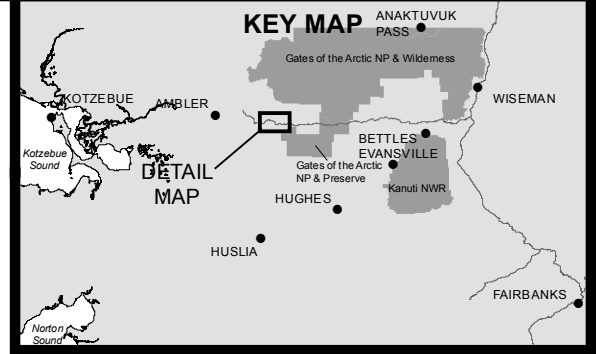 KEY MAP
ANAKTUVUK
PASS
Gates of the Arctic NP & Wilderness
KOTZEBUE
AMBLER
WISEMAN
Kotzebue
Sound
BETTLES
EVANSVILLE
DETAIL
MAP
Gates of the Arctic
NP & Preserve
Kanuti NWR
HUGHES
HUSLIA
FAIRBANKS
Norton
Sound